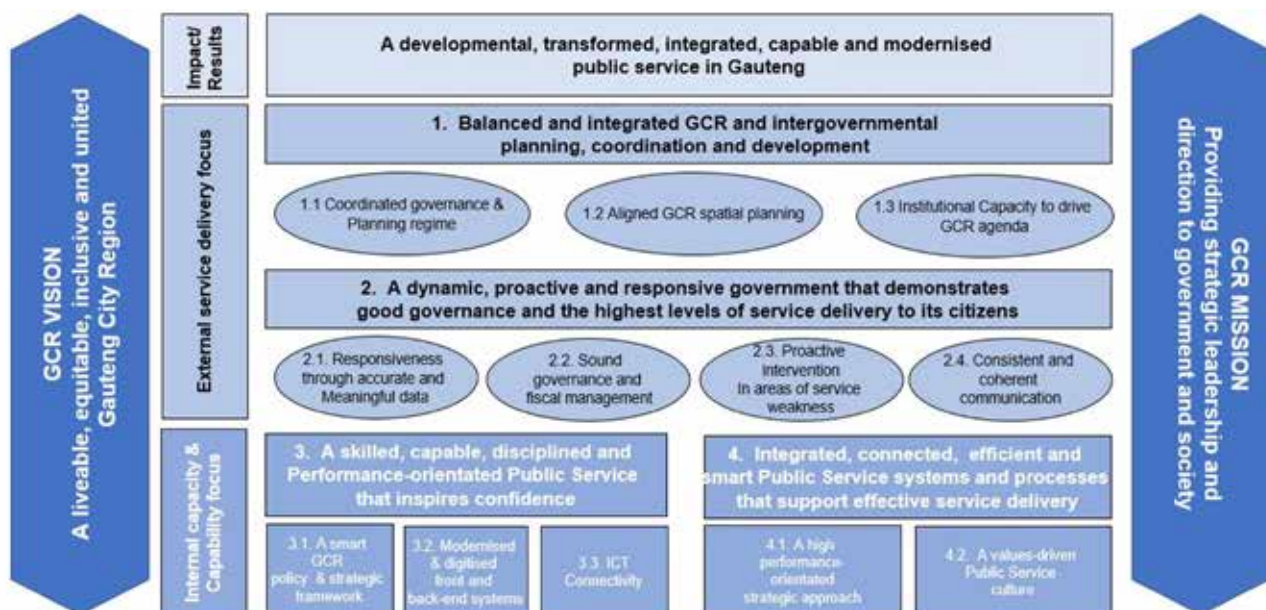 GCR VISION
A liveable, equitable, inclusive and united
Gauteng City Region
Impact/
Results
A developmental, transformed, integrated, capable and modernised
public service in Gauteng
External service delivery focus
1. Balanced and integrated GCR and intergovernmental
planning, coordination and development
1.1 Coordinated governance &
Planning regime
1.2 Aligned GCR spatial planning
1.3 Institutional Capacity to drive
GCR agenda
2. A dynamic, proactive and responsive government that demonstrates
good governance and the highest levels of service delivery to its citizens
2.1. Responsiveness
through accurate and
Meaningful data
2.2. Sound
governance and
fiscal management
2.3. Proactive
intervention
In areas of service
weakness
2.4. Consistent and
coherent
communication
Internal capacity &
Capability focus
3. A skilled, capable, disciplined and
Performance-orientated Public Service
that inspires confidence
4. Integrated, connected, efficient and
smart Public Service systems and processes
that support effective service delivery
3.1. A smart
GCR
policy & strategic
framework
3.2. Modernised
& digitised
front and
back-end systems
3.3. ICT
Connectivity
4.1. A high
performance-
orientated
strategic approach
4.2. A values-driven
Public Service
culture
GCR MISSION
Providing strategic leadership and
direction to government and society